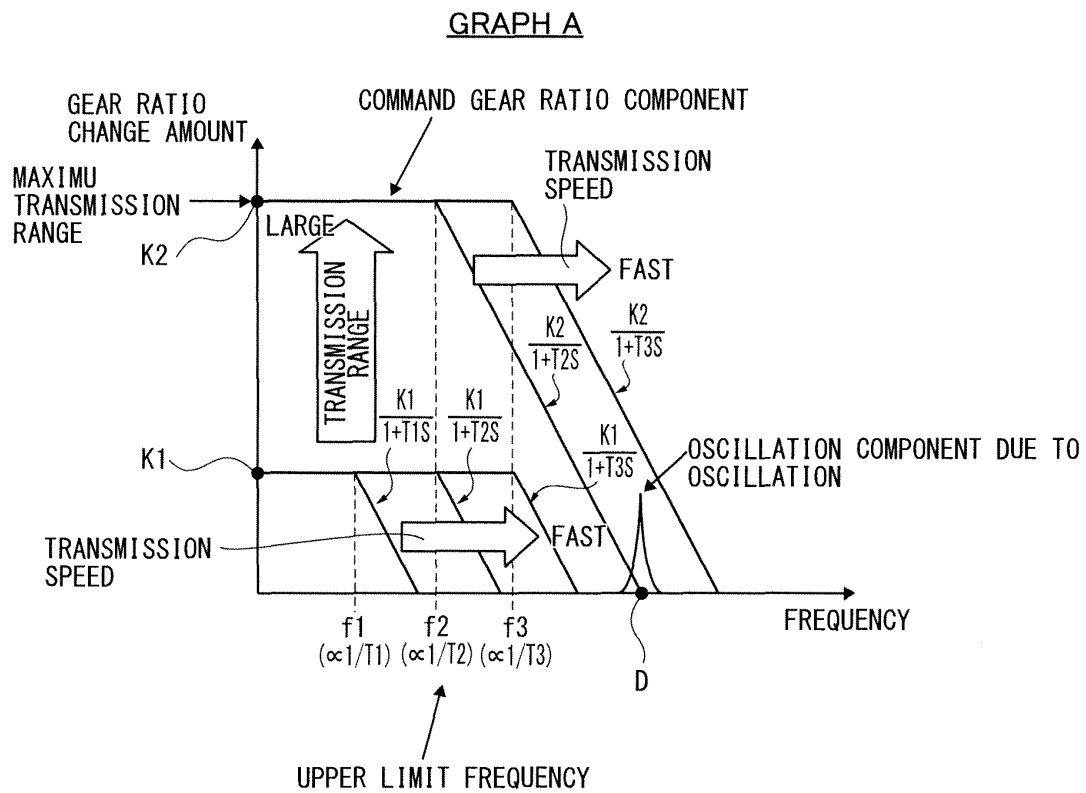 GRAPH A
GEAR RATIO
CHANGE AMOUNT
COMMAND GEAR RATIO COMPONENT
MAXIMU
TRANSMISSION
RANGE
K2
LARGE
TRANSMISSION
RANGE
TRANSMISSION
SPEED
FAST
K2
1+T2S
K2
1+T3S
K1
1+T1S
K1
1+T2S
K1
1+T3S
K1
OSCILLATION COMPONENT DUE TO
OSCILLATION
TRANSMISSION
SPEED
FAST
FREQUENCY
f1
(∝1/T1)
f2
(∝1/T2)
f3
(∝1/T3)
D
UPPER LIMIT FREQUENCY